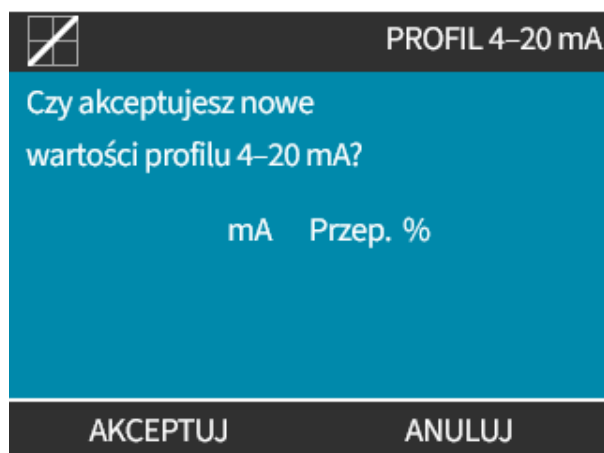 PROFIL 4–20 mA
Czy akceptujesz nowe
wartości profilu 4–20 mA?
mA Przep. %
AKCEPTUJ ANULUJ